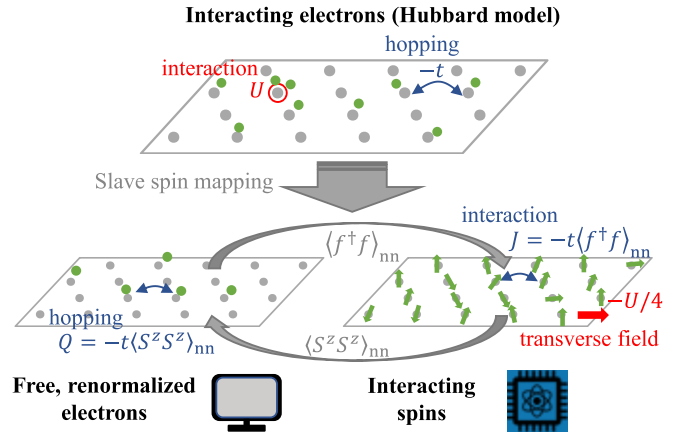 Interacting electrons (Hubbard model)
hopping
interaction
−t
U
Slave spin mapping
interaction
⟨f†f⟩nn
J = −t⟨f†f⟩nn
hopping
Q = −t⟨SᶻSᶻ⟩nn
⟨SᶻSᶻ⟩nn
−U/4
transverse field
Free, renormalized
electrons
Interacting
spins